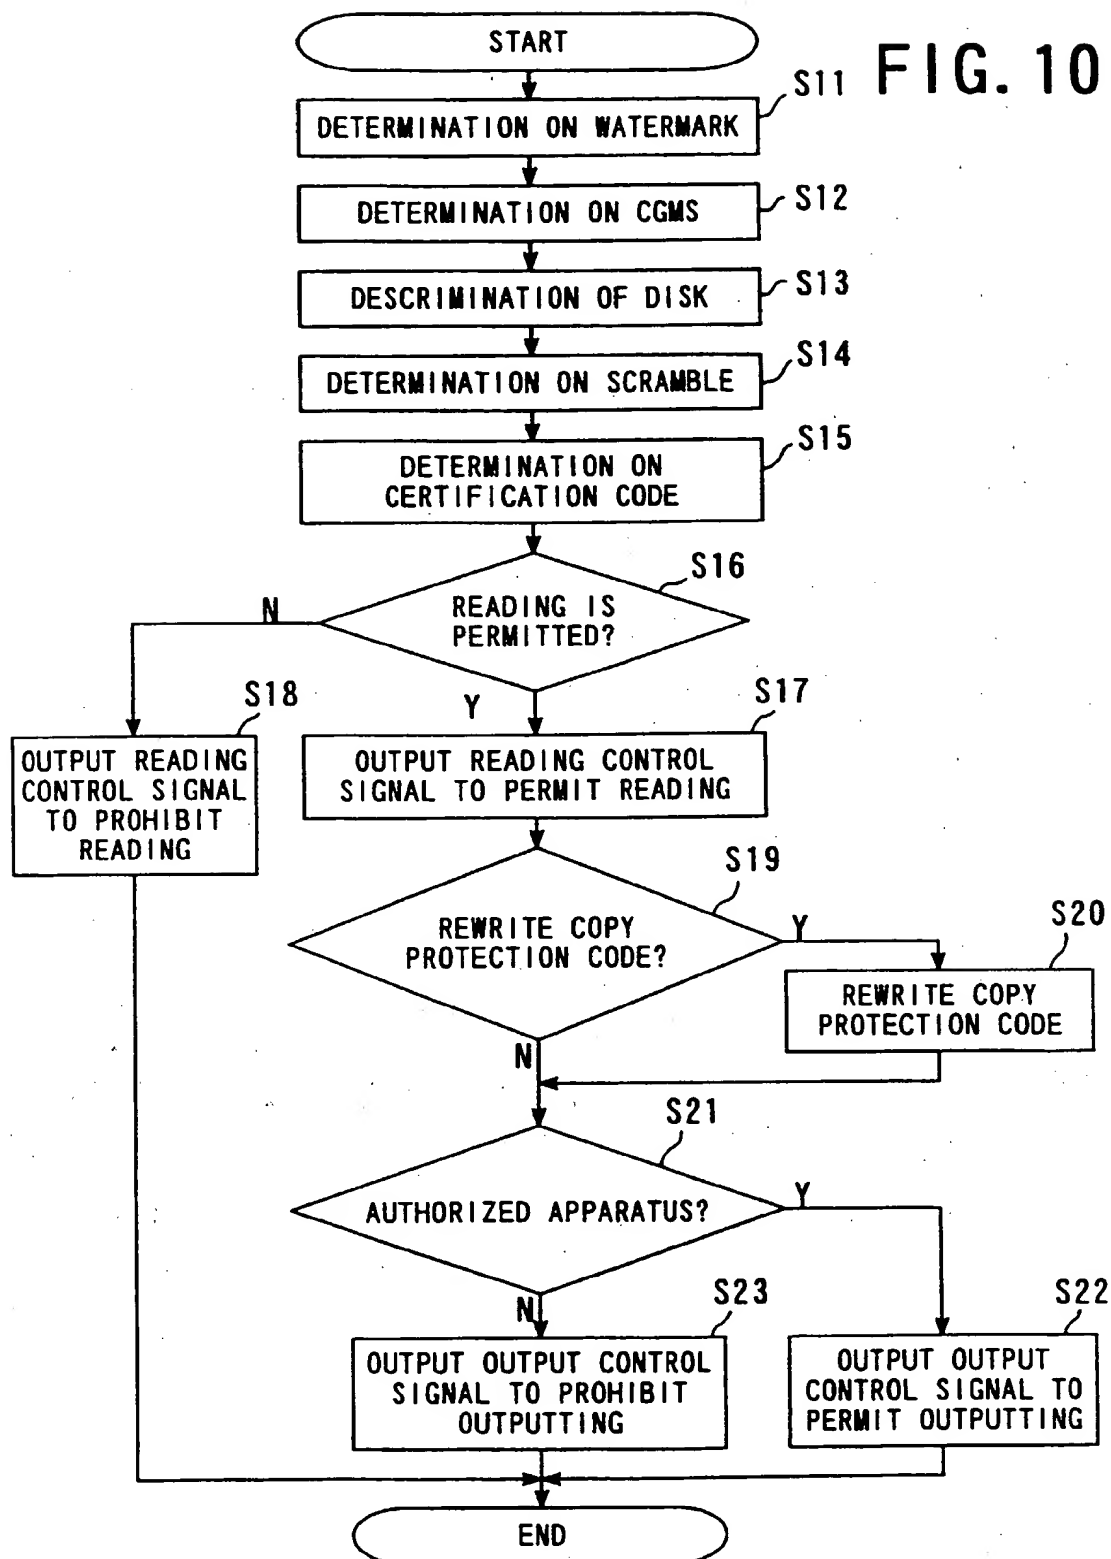 START
FIG. 10
S11
DETERMINATION ON WATERMARK
S12
DETERMINATION ON CGMS
S13
DESCRIMINATION OF DISK
S14
DETERMINATION ON SCRAMBLE
S15
DETERMINATION ON
CERTIFICATION CODE
S16
READING IS
PERMITTED?
N
Y
S18
OUTPUT READING
CONTROL SIGNAL
TO PROHIBIT
READING
S17
OUTPUT READING CONTROL
SIGNAL TO PERMIT READING
S19
REWRITE COPY
PROTECTION CODE?
Y
N
S20
REWRITE COPY
PROTECTION CODE
S21
AUTHORIZED APPARATUS?
Y
N
S23
OUTPUT OUTPUT CONTROL
SIGNAL TO PROHIBIT
OUTPUTTING
S22
OUTPUT OUTPUT
CONTROL SIGNAL TO
PERMIT OUTPUTTING
END